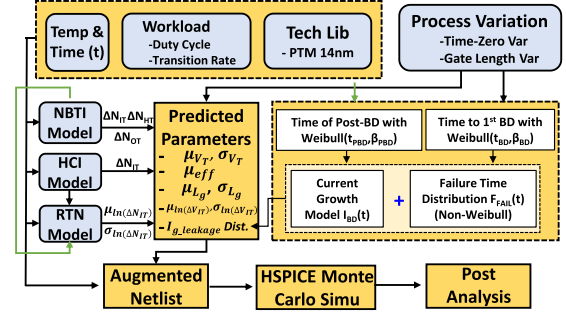 Temp &
Time (t)
Workload
-Duty Cycle
-Transition Rate
Tech Lib
- PTM 14nm
Process Variation
-Time-Zero Var
-Gate Length Var
NBTI
Model
ΔN_IT ΔN_HT
ΔN_OT
HCI
Model
ΔN_IT
RTN
Model
μ_ln(ΔN_IT)
σ_ln(ΔN_IT)
Predicted
Parameters
- μ_V_T, σ_V_T
- μ_eff
- μ_Lg, σ_Lg
- μ_ln(ΔV_IT), σ_ln(ΔV_IT)
- I_g_leakage Dist.
Time of Post-BD with
Weibull(t_PBD,β_PBD)
Time to 1st BD with
Weibull(t_BD,β_BD)
Current
Growth
Model I_BD(t)
+
Failure Time
Distribution F_FAIL(t)
(Non-Weibull)
Augmented
Netlist
HSPICE Monte
Carlo Simu
Post
Analysis